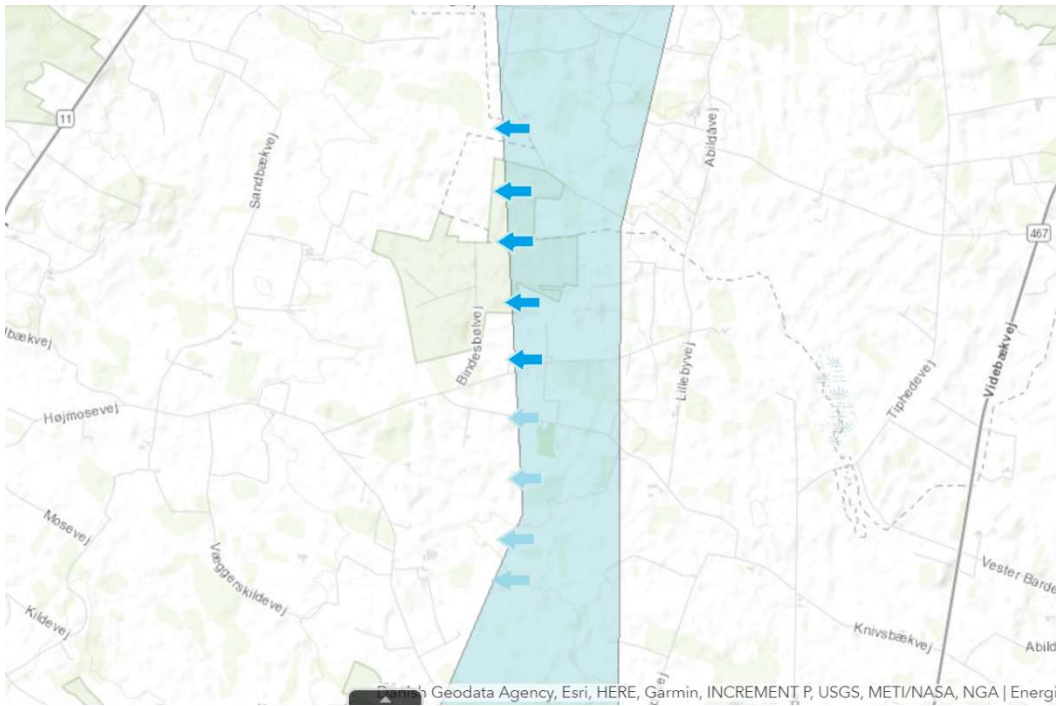 11
Sandbækvej
Abildåvej
467
Bindesbølvej
Lillebyvej
Tiphedevej
Videbækvej
Højmosevej
Mosevej
Væggerskildevej
Kildevej
Vester Barde
Knivsbækvej
Abild
Danish Geodata Agency, Esri, HERE, Garmin, INCREMENT P, USGS, METI/NASA, NGA | Energi